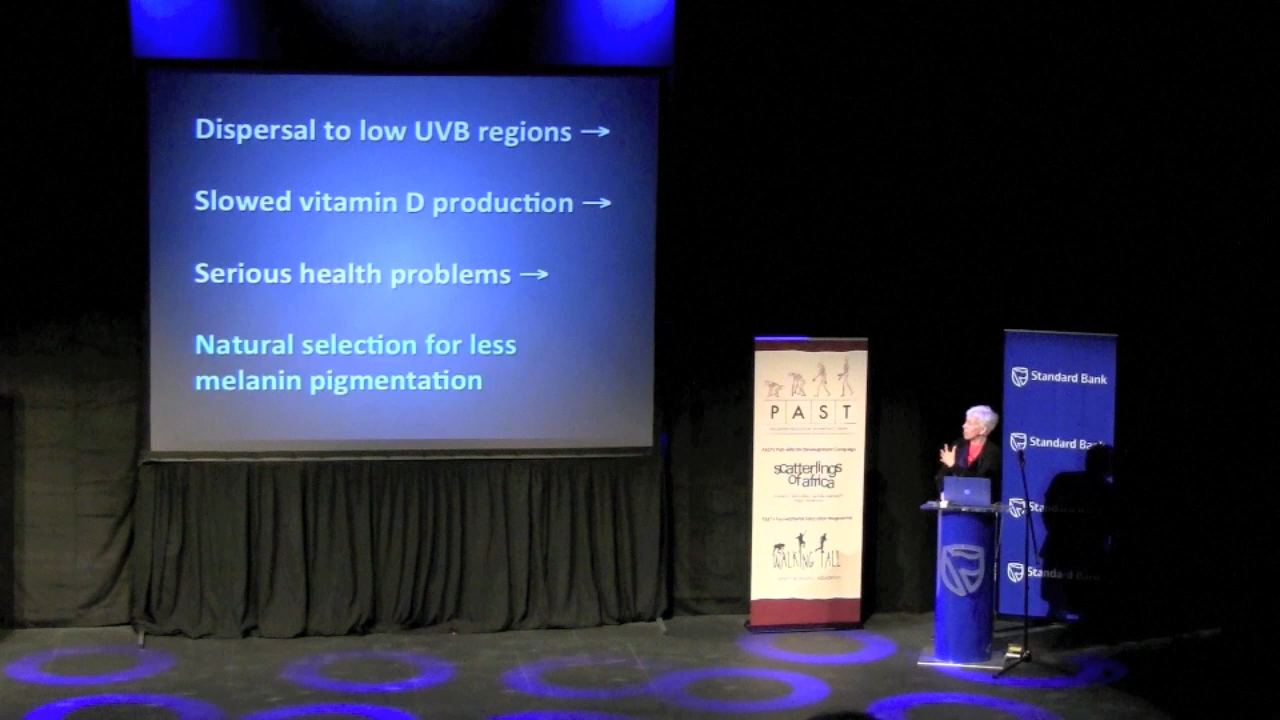 Dispersal to low UVB regions →
Slowed vitamin D production →
Serious health problems →
Natural selection for less
melanin pigmentation
PAST
scatterlings
of africa
WALKING TALL
Standard Bank
Standard Bank
Standard Bank